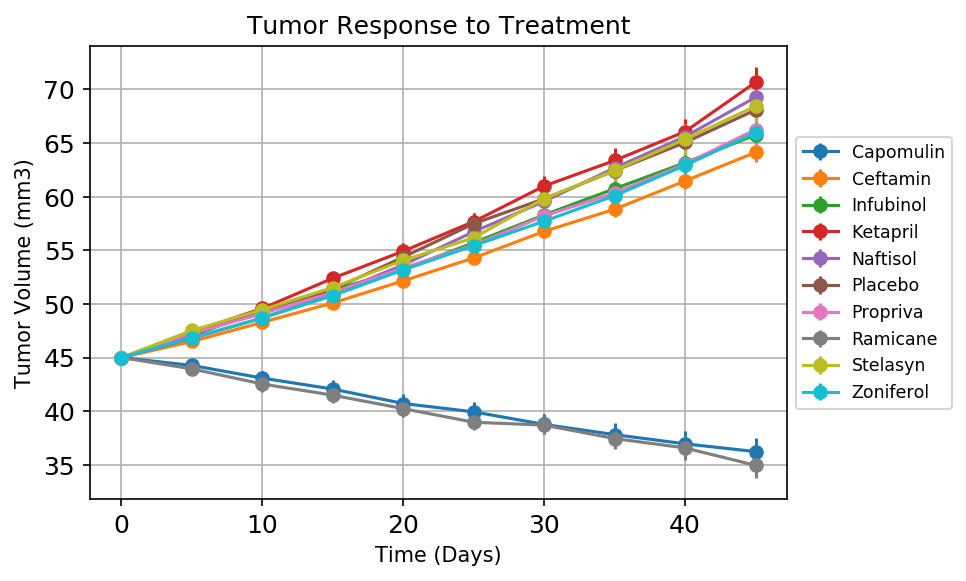 Tumor Response to Treatment
Tumor Volume (mm3)
70
65
60
55
50
45
40
35
0
10
20
30
40
Time (Days)
Capomulin
Ceftamin
Infubinol
Ketapril
Naftisol
Placebo
Propriva
Ramicane
Stelasyn
Zoniferol